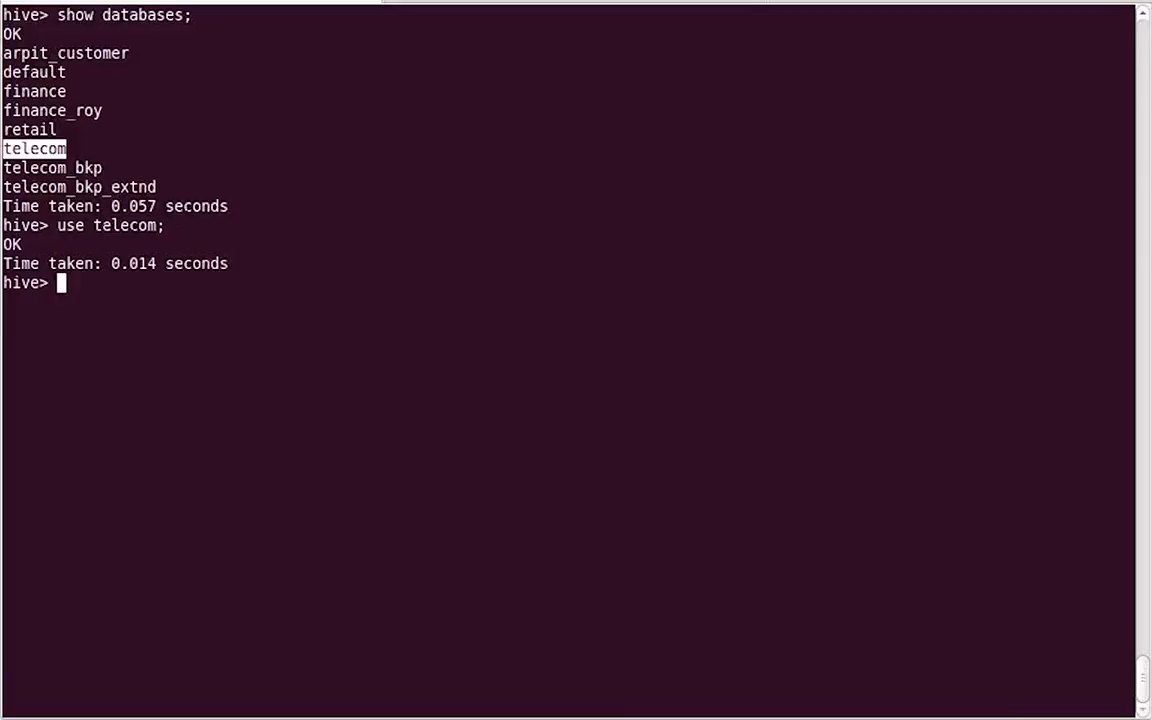 hive> show databases;
OK
arpit_customer
default
finance
finance_roy
retail
telecom
telecom_bkp
telecom_bkp_extnd
Time taken: 0.057 seconds
hive> use telecom;
OK
Time taken: 0.014 seconds
hive>